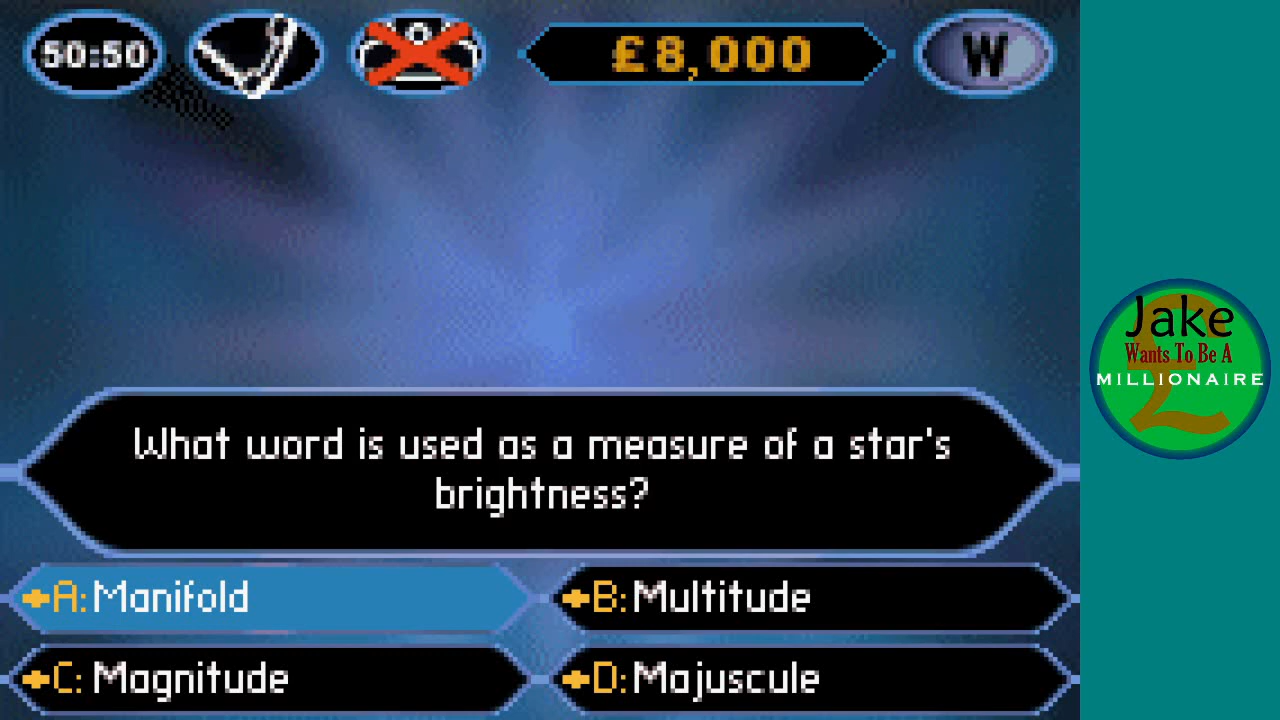 50:50
£8,000
W
Jake
Wants To Be A
MILLIONAIRE
£
What word is used as a measure of a star's
brightness?
A: Manifold
B: Multitude
C: Magnitude
D: Majuscule